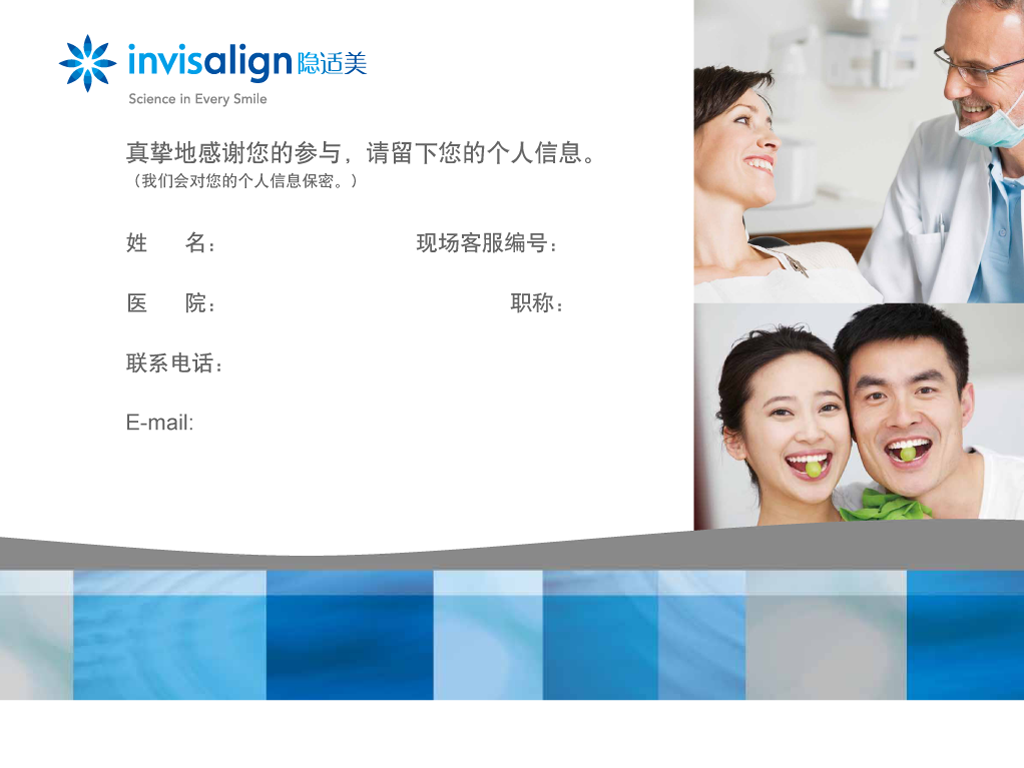 invisalign 隐适美
Science in Every Smile
真挚地感谢您的参与，请留下您的个人信息。
（我们会对您的个人信息保密。）
姓 名： 现场客服编号：
医 院： 职称：
联系电话：
E-mail: